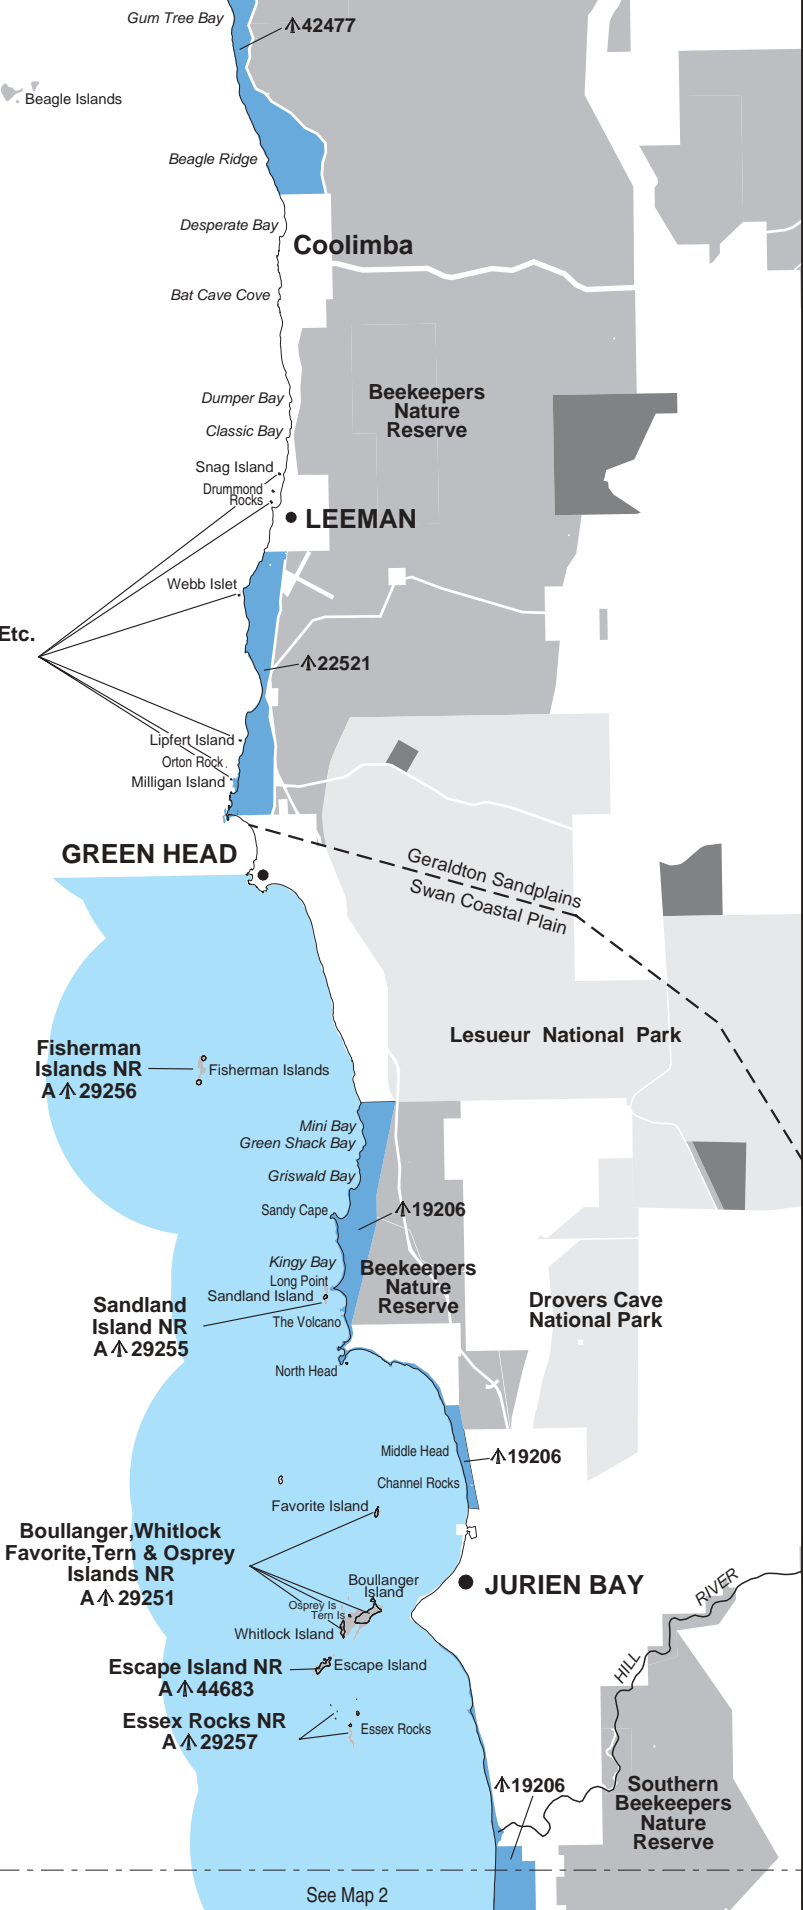 Gum Tree Bay
42477
Beagle Islands
Beagle Ridge
Desperate Bay
Coolimba
Bat Cave Cove
Beekeepers
Nature
Reserve
Dumper Bay
Classic Bay
Snag Island
Drummond
Rocks
LEEMAN
Webb Islet
Etc.
22521
Lipfert Island
Orton Rock
Milligan Island
GREEN HEAD
Geraldton Sandplains
Swan Coastal Plain
Lesueur National Park
Fisherman
Islands NR
A 29256
Fisherman Islands
Mini Bay
Green Shack Bay
Griswald Bay
Sandy Cape
19206
Kingy Bay
Long Point
Sandland Island
Beekeepers
Nature
Reserve
Sandland
Island NR
A 29255
The Volcano
Drovers Cave
National Park
North Head
Middle Head
19206
Channel Rocks
Favorite Island
Boullanger,Whitlock
Favorite,Tern & Osprey
Islands NR
A 29251
Boullanger
Island
JURIEN BAY
Osprey Is
Tern Is
Whitlock Island
HILL RIVER
Escape Island NR
A 44683
Escape Island
Essex Rocks NR
A 29257
Essex Rocks
19206
Southern
Beekeepers
Nature
Reserve
See Map 2